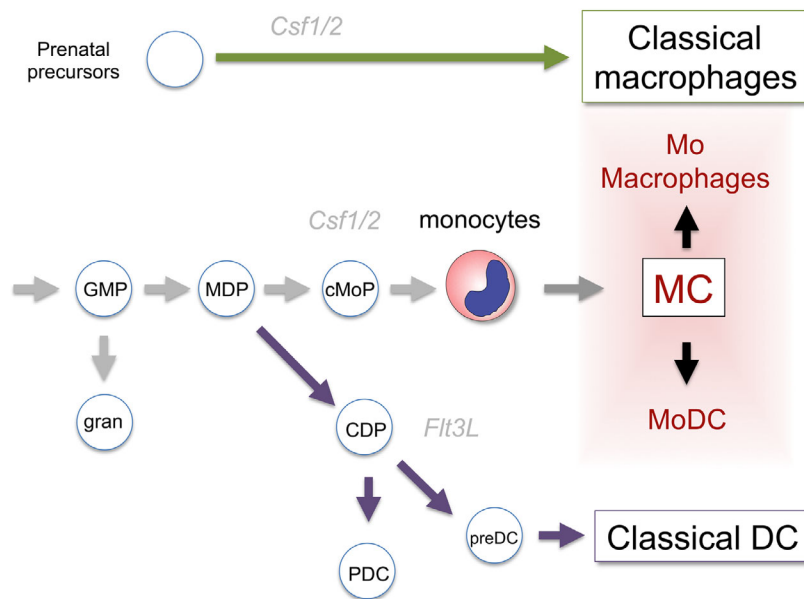 Csf1/2
Prenatal
precursors
Classical
macrophages
Mo
Macrophages
Csf1/2
monocytes
GMP
MDP
cMoP
MC
gran
CDP
Flt3L
MoDC
preDC
Classical DC
PDC